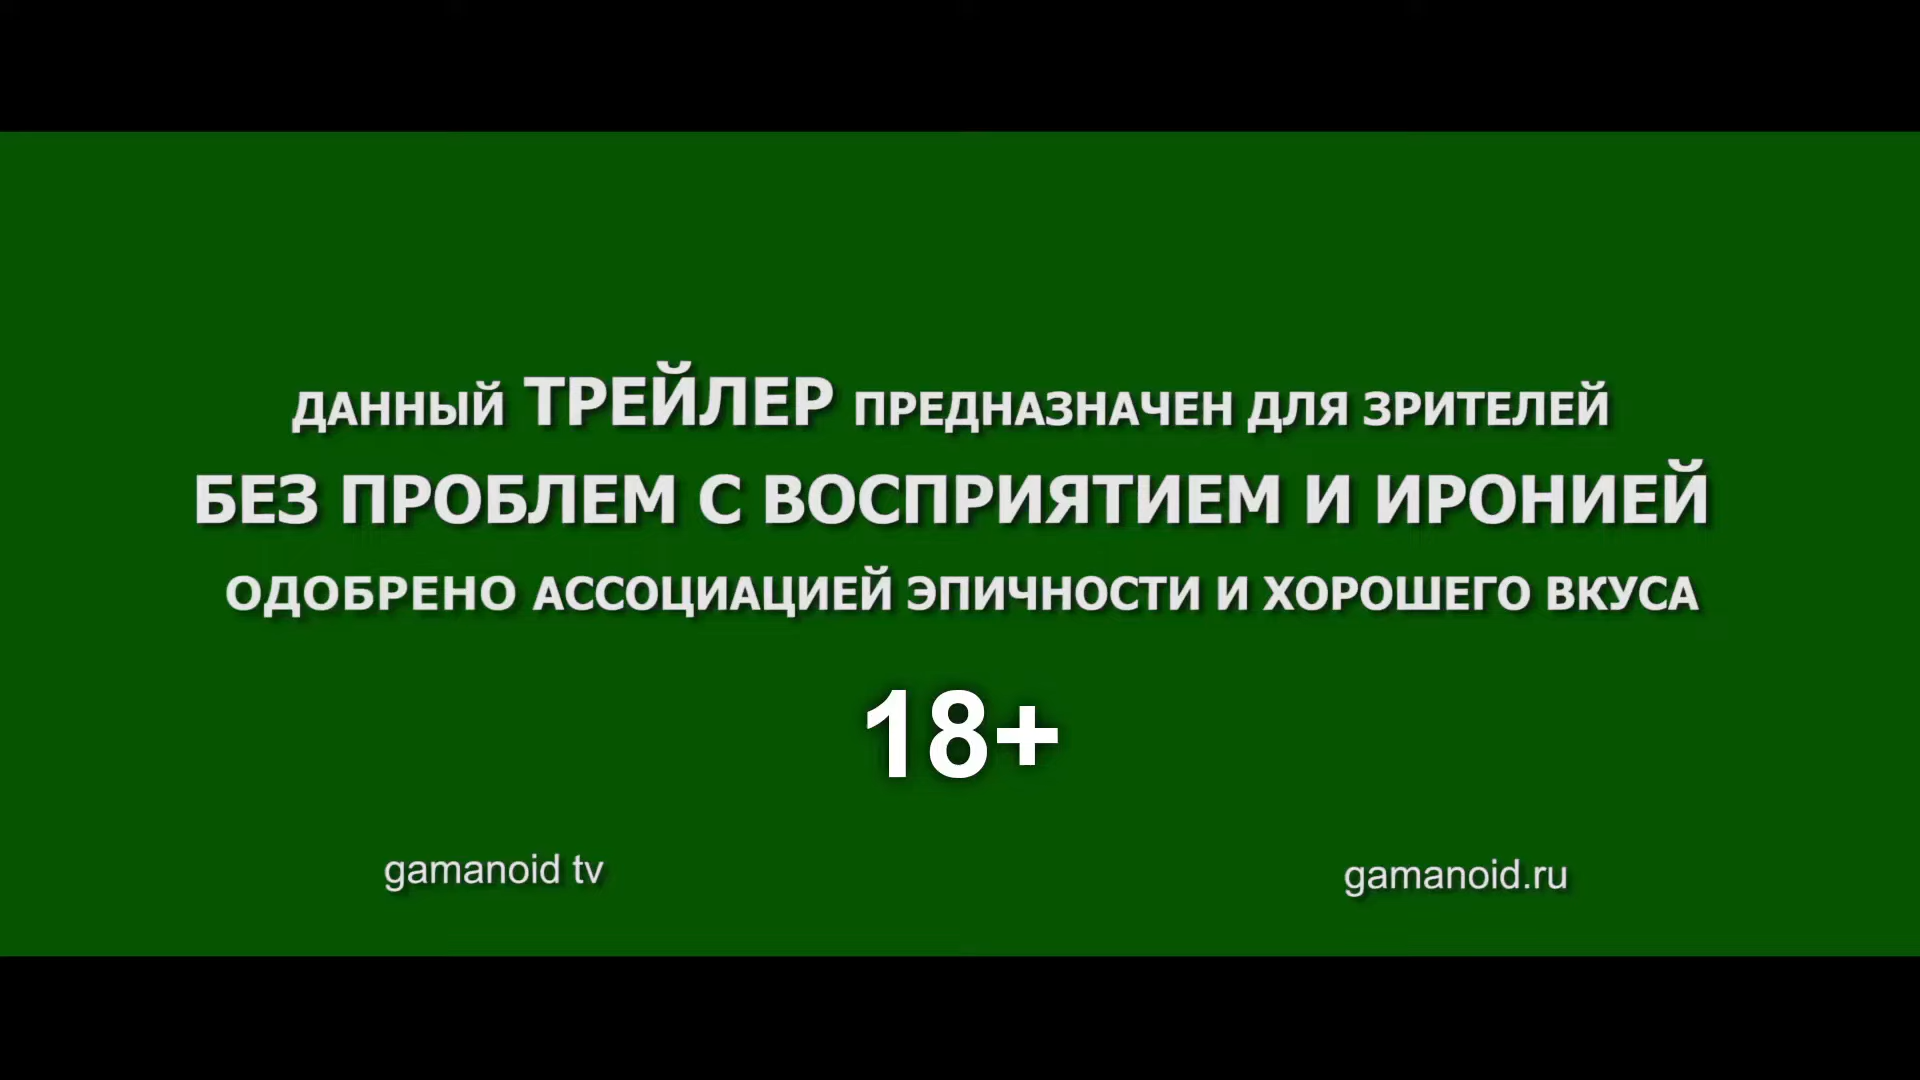 ДАННЫЙ ТРЕЙЛЕР ПРЕДНАЗНАЧЕН ДЛЯ ЗРИТЕЛЕЙ
БЕЗ ПРОБЛЕМ С ВОСПРИЯТИЕМ И ИРОНИЕЙ
ОДОБРЕНО АССОЦИАЦИЕЙ ЭПИЧНОСТИ И ХОРОШЕГО ВКУСА
18+
gamanoid tv
gamanoid.ru